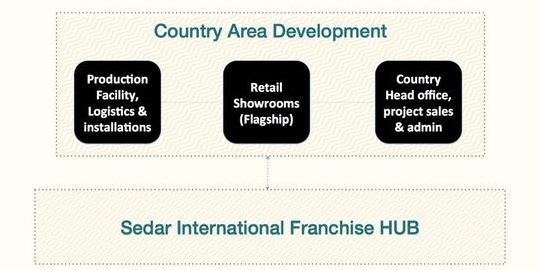 Country Area Development
Production
Facility,
Logistics &
installations
Retail
Showrooms
(Flagship)
Country
Head office,
project sales
& admin
Sedar International Franchise HUB